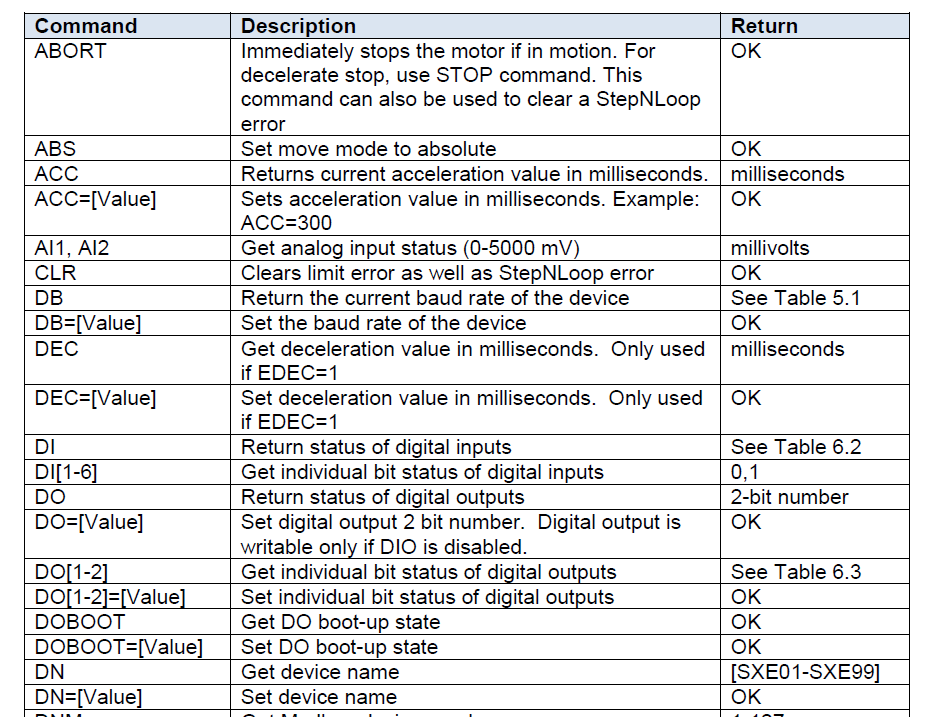 Command Description Return
ABORT Immediately stops the motor if in motion. For OK
decelerate stop, use STOP command. This
command can also be used to clear a StepNLoop
error
ABS Set move mode to absolute OK
ACC Returns current acceleration value in milliseconds. milliseconds
ACC=[Value] Sets acceleration value in milliseconds. Example: OK
ACC=300
AI1, AI2 Get analog input status (0-5000 mV) millivolts
CLR Clears limit error as well as StepNLoop error OK
DB Return the current baud rate of the device See Table 5.1
DB=[Value] Set the baud rate of the device OK
DEC Get deceleration value in milliseconds. Only used milliseconds
if EDEC=1
DEC=[Value] Set deceleration value in milliseconds. Only used OK
if EDEC=1
DI Return status of digital inputs See Table 6.2
DI[1-6] Get individual bit status of digital inputs 0,1
DO Return status of digital outputs 2-bit number
DO=[Value] Set digital output 2 bit number. Digital output is OK
writable only if DIO is disabled.
DO[1-2] Get individual bit status of digital outputs See Table 6.3
DO[1-2]=[Value] Set individual bit status of digital outputs OK
DOBOOT Get DO boot-up state OK
DOBOOT=[Value] Set DO boot-up state OK
DN Get device name [SXE01-SXE99]
DN=[Value] Set device name OK